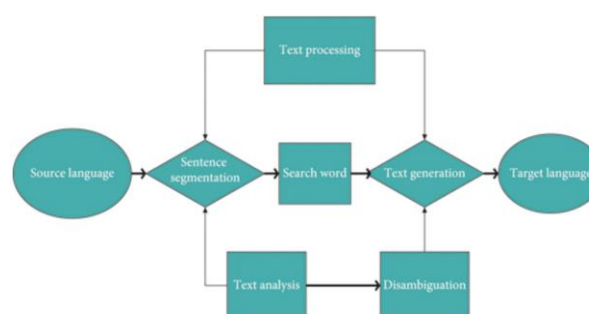 Text processing
Source language
Sentence
segmentation
Search word
Text generation
Target language
Text analysis
Disambiguation